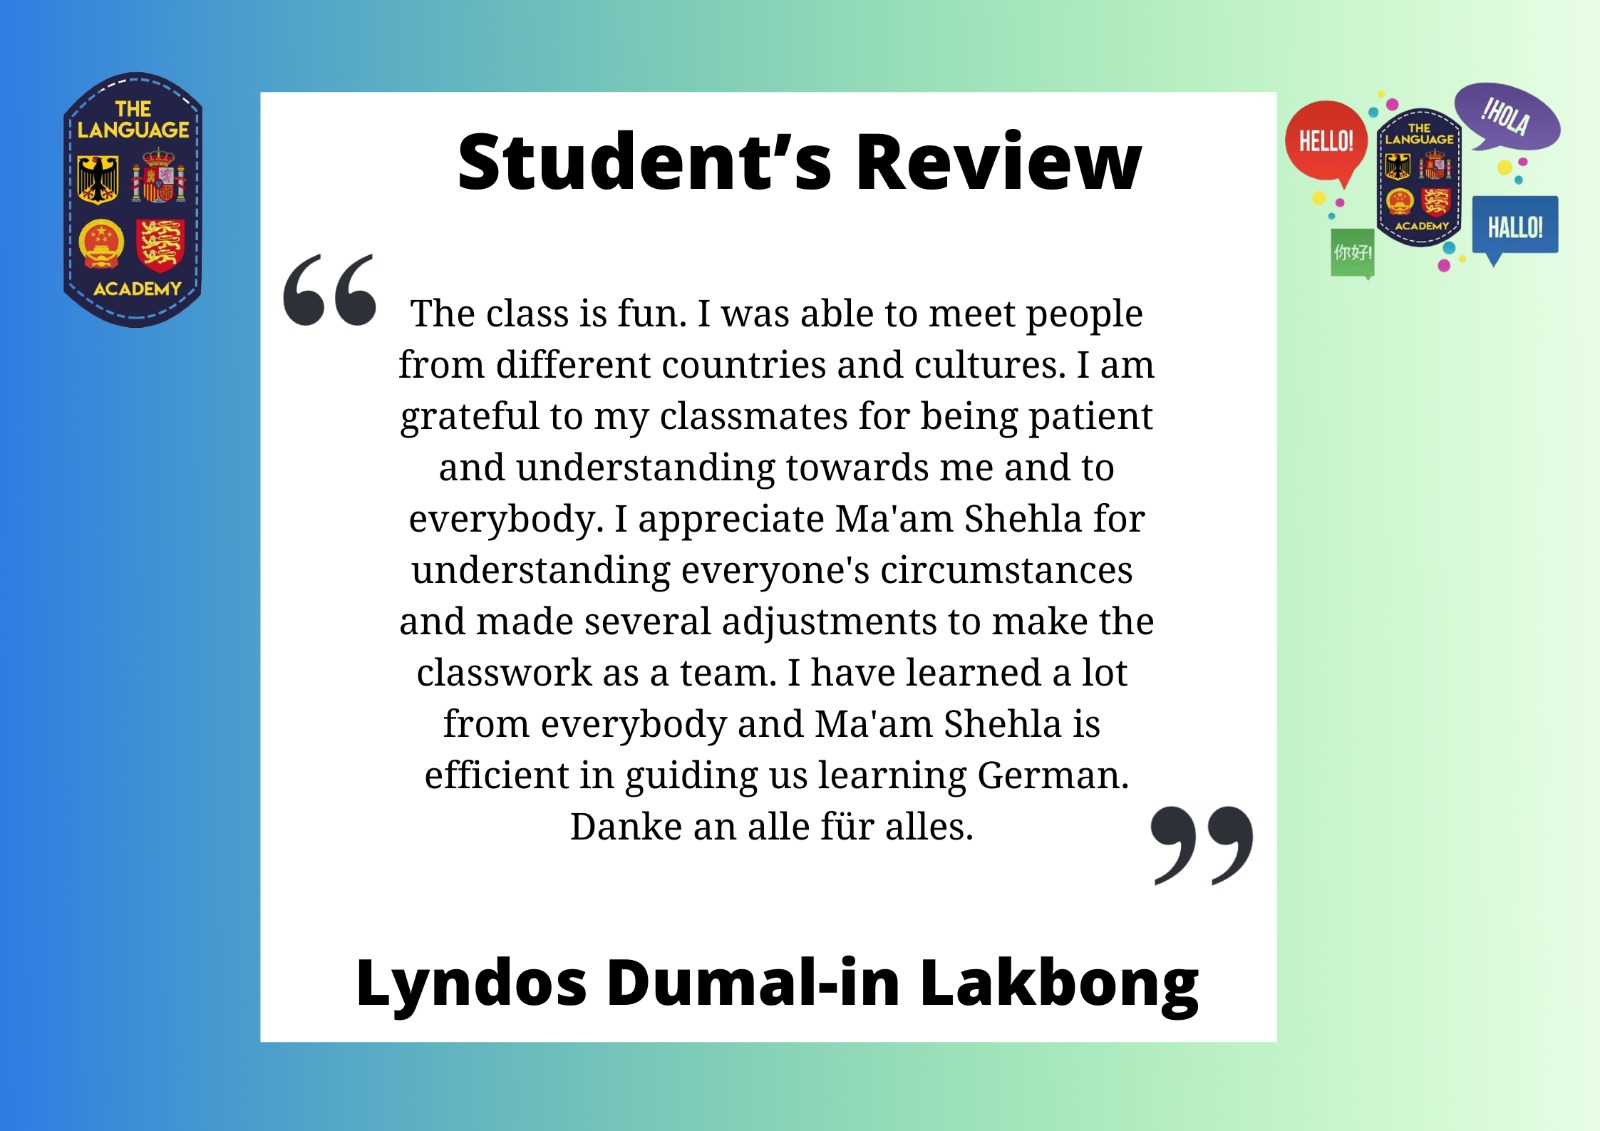 THE
LANGUAGE
ACADEMY
Student’s Review
HELLO!
!HOLA
THE
LANGUAGE
ACADEMY
HALLO!
你好!
“
The class is fun. I was able to meet people
from different countries and cultures. I am
grateful to my classmates for being patient
and understanding towards me and to
everybody. I appreciate Ma'am Shehla for
understanding everyone's circumstances
and made several adjustments to make the
classwork as a team. I have learned a lot
from everybody and Ma'am Shehla is
efficient in guiding us learning German.
Danke an alle für alles.
”
Lyndos Dumal-in Lakbong